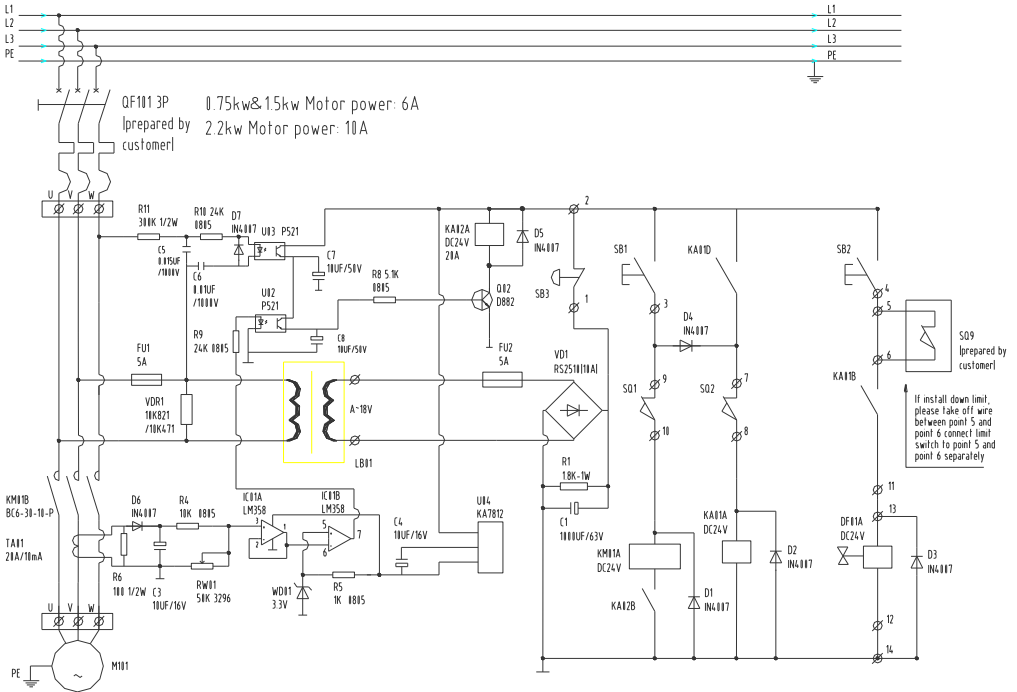 L1
L1
L2
L2
L3
L3
PE
PE
QF101 3P
|prepared by
customer|
0.75kw&1.5kw Motor power: 6A
2.2kw Motor power: 10A
U
V
W
R11
300K 1/2W
R10 24K
0805
D7
IN4007
U03 P521
C5
0.015UF
/1000V
C6
0.01UF
/1000V
C7
10UF/50V
U02
P521
R9
24K 0805
C8
10UF/50V
R8 5.1K
0805
KA02A
DC24V
20A
D5
IN4007
Q02
D882
2
SB3
1
SB1
3
KA01D
SB2
4
5
6
SQ9
|prepared by
customer|
D4
IN4007
FU1
5A
VDR1
10K821
/10K471
A~18V
LB01
FU2
5A
VD1
RS2510|10A|
SQ1
9
10
SQ2
7
8
KA01B
If install down limit,
please take off wire
between point 5 and
point 6 connect limit
switch to point 5 and
point 6 separately
R1
1.8K-1W
C1
1000UF/63V
11
13
KM01B
BC6-30-10-P
TA01
20A/10mA
D6
IN4007
R4
10K 0805
R6
100 1/2W
C3
10UF/16V
RW01
50K 3296
IC01A
LM358
3
2
1
IC01B
LM358
5
6
7
WD01
3.3V
R5
1K 0805
C4
10UF/16V
U04
KA7812
KM01A
DC24V
KA02B
D1
IN4007
KA01A
DC24V
D2
IN4007
DF01A
DC24V
D3
IN4007
12
14
U
V
W
PE
M101
~